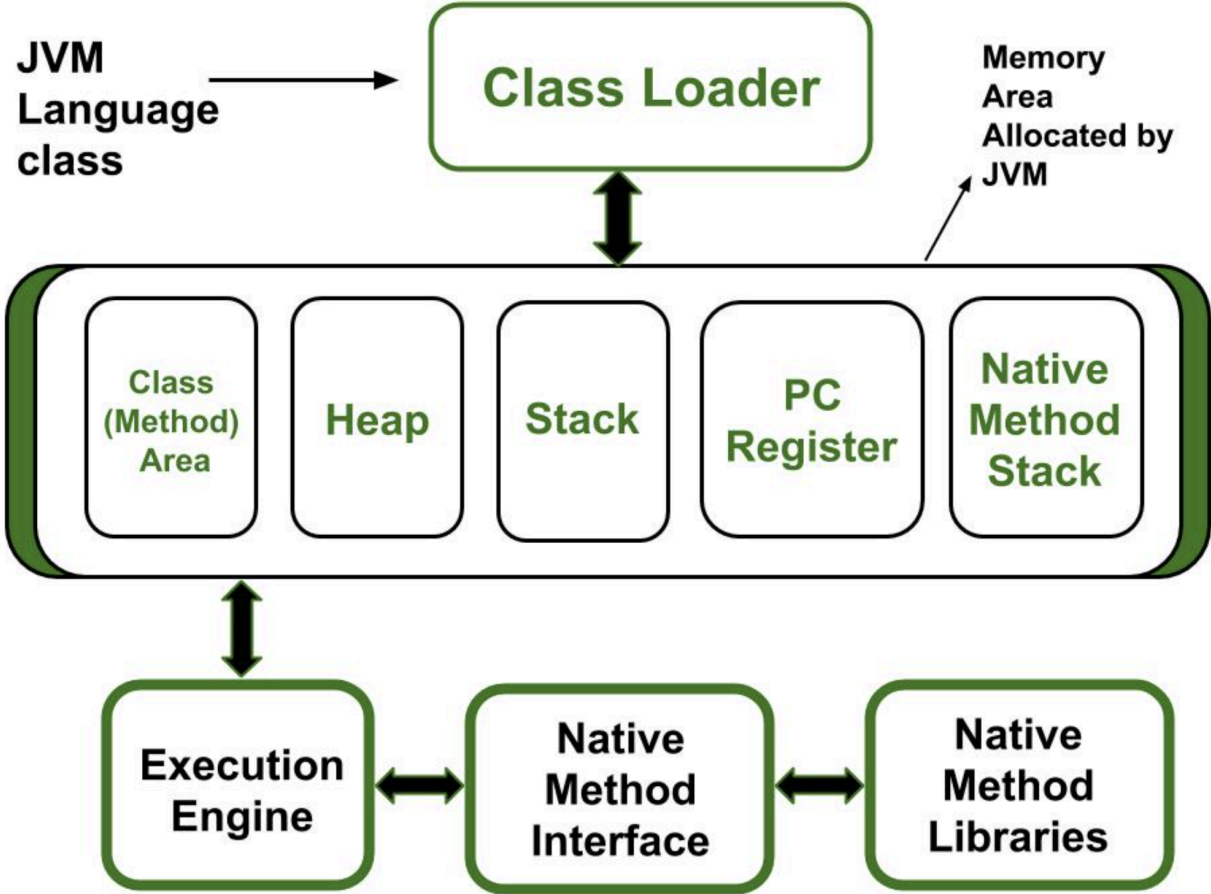 JVM
Language
class
Class Loader
Memory
Area
Allocated by
JVM
Class
(Method)
Area
Heap
Stack
PC
Register
Native
Method
Stack
Execution
Engine
Native
Method
Interface
Native
Method
Libraries